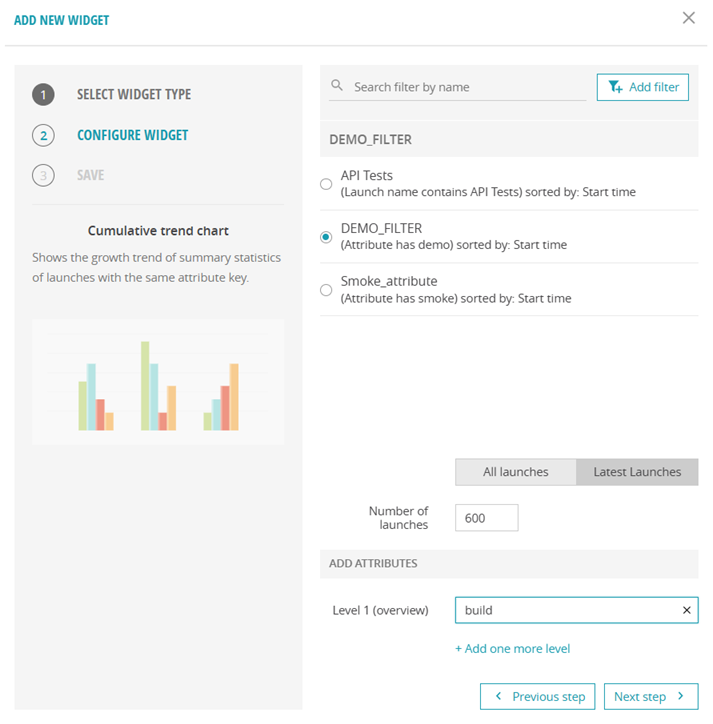 ADD NEW WIDGET
1 SELECT WIDGET TYPE
2 CONFIGURE WIDGET
3 SAVE
Cumulative trend chart
Shows the growth trend of summary statistics
of launches with the same attribute key.
Search filter by name
Add filter
DEMO_FILTER
API Tests
(Launch name contains API Tests) sorted by: Start time
DEMO_FILTER
(Attribute has demo) sorted by: Start time
Smoke_attribute
(Attribute has smoke) sorted by: Start time
All launches Latest Launches
Number of
launches
600
ADD ATTRIBUTES
Level 1 (overview) build
+ Add one more level
Previous step Next step